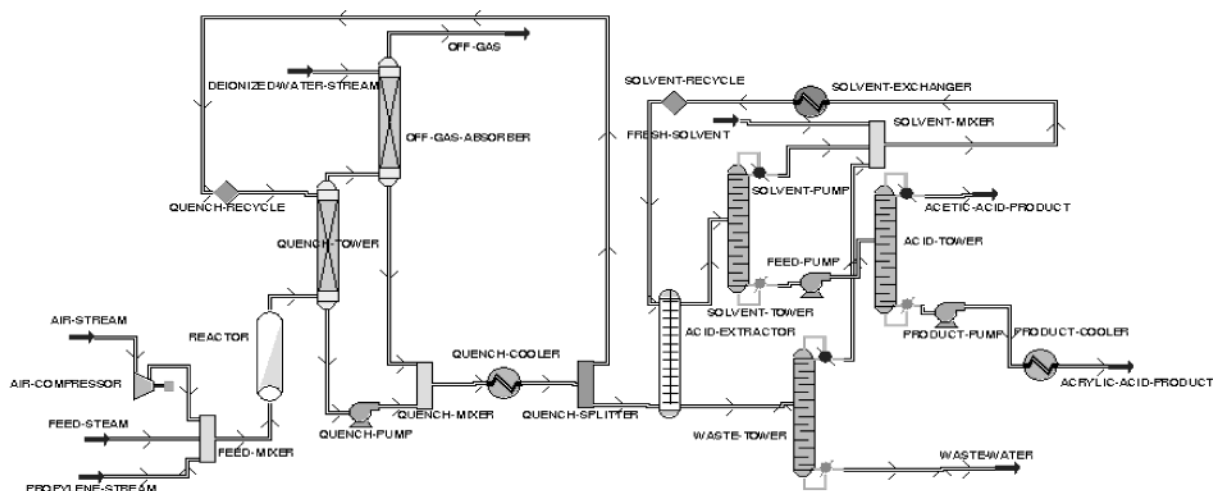 OFF-GAS
DEIONIZED-WATER-STREAM
OFF-GAS-ABSORBER
QUENCH-RECYCLE
QUENCH-TOWER
SOLVENT-RECYCLE
SOLVENT-EXCHANGER
FRESH-SOLVENT
SOLVENT-MIXER
SOLVENT-PUMP
ACETIC-ACID-PRODUCT
ACID-TOWER
FEED-PUMP
SOLVENT-TOWER
ACID-EXTRACTOR
PRODUCT-PUMP
PRODUCT-COOLER
ACRYLIC-ACID-PRODUCT
AIR-STREAM
REACTOR
AIR-COMPRESSOR
QUENCH-COOLER
QUENCH-MIXER
QUENCH-SPLITTER
QUENCH-PUMP
FEED-STEAM
FEED-MIXER
PROPYLENE-STREAM
WASTE-TOWER
WASTE-WATER